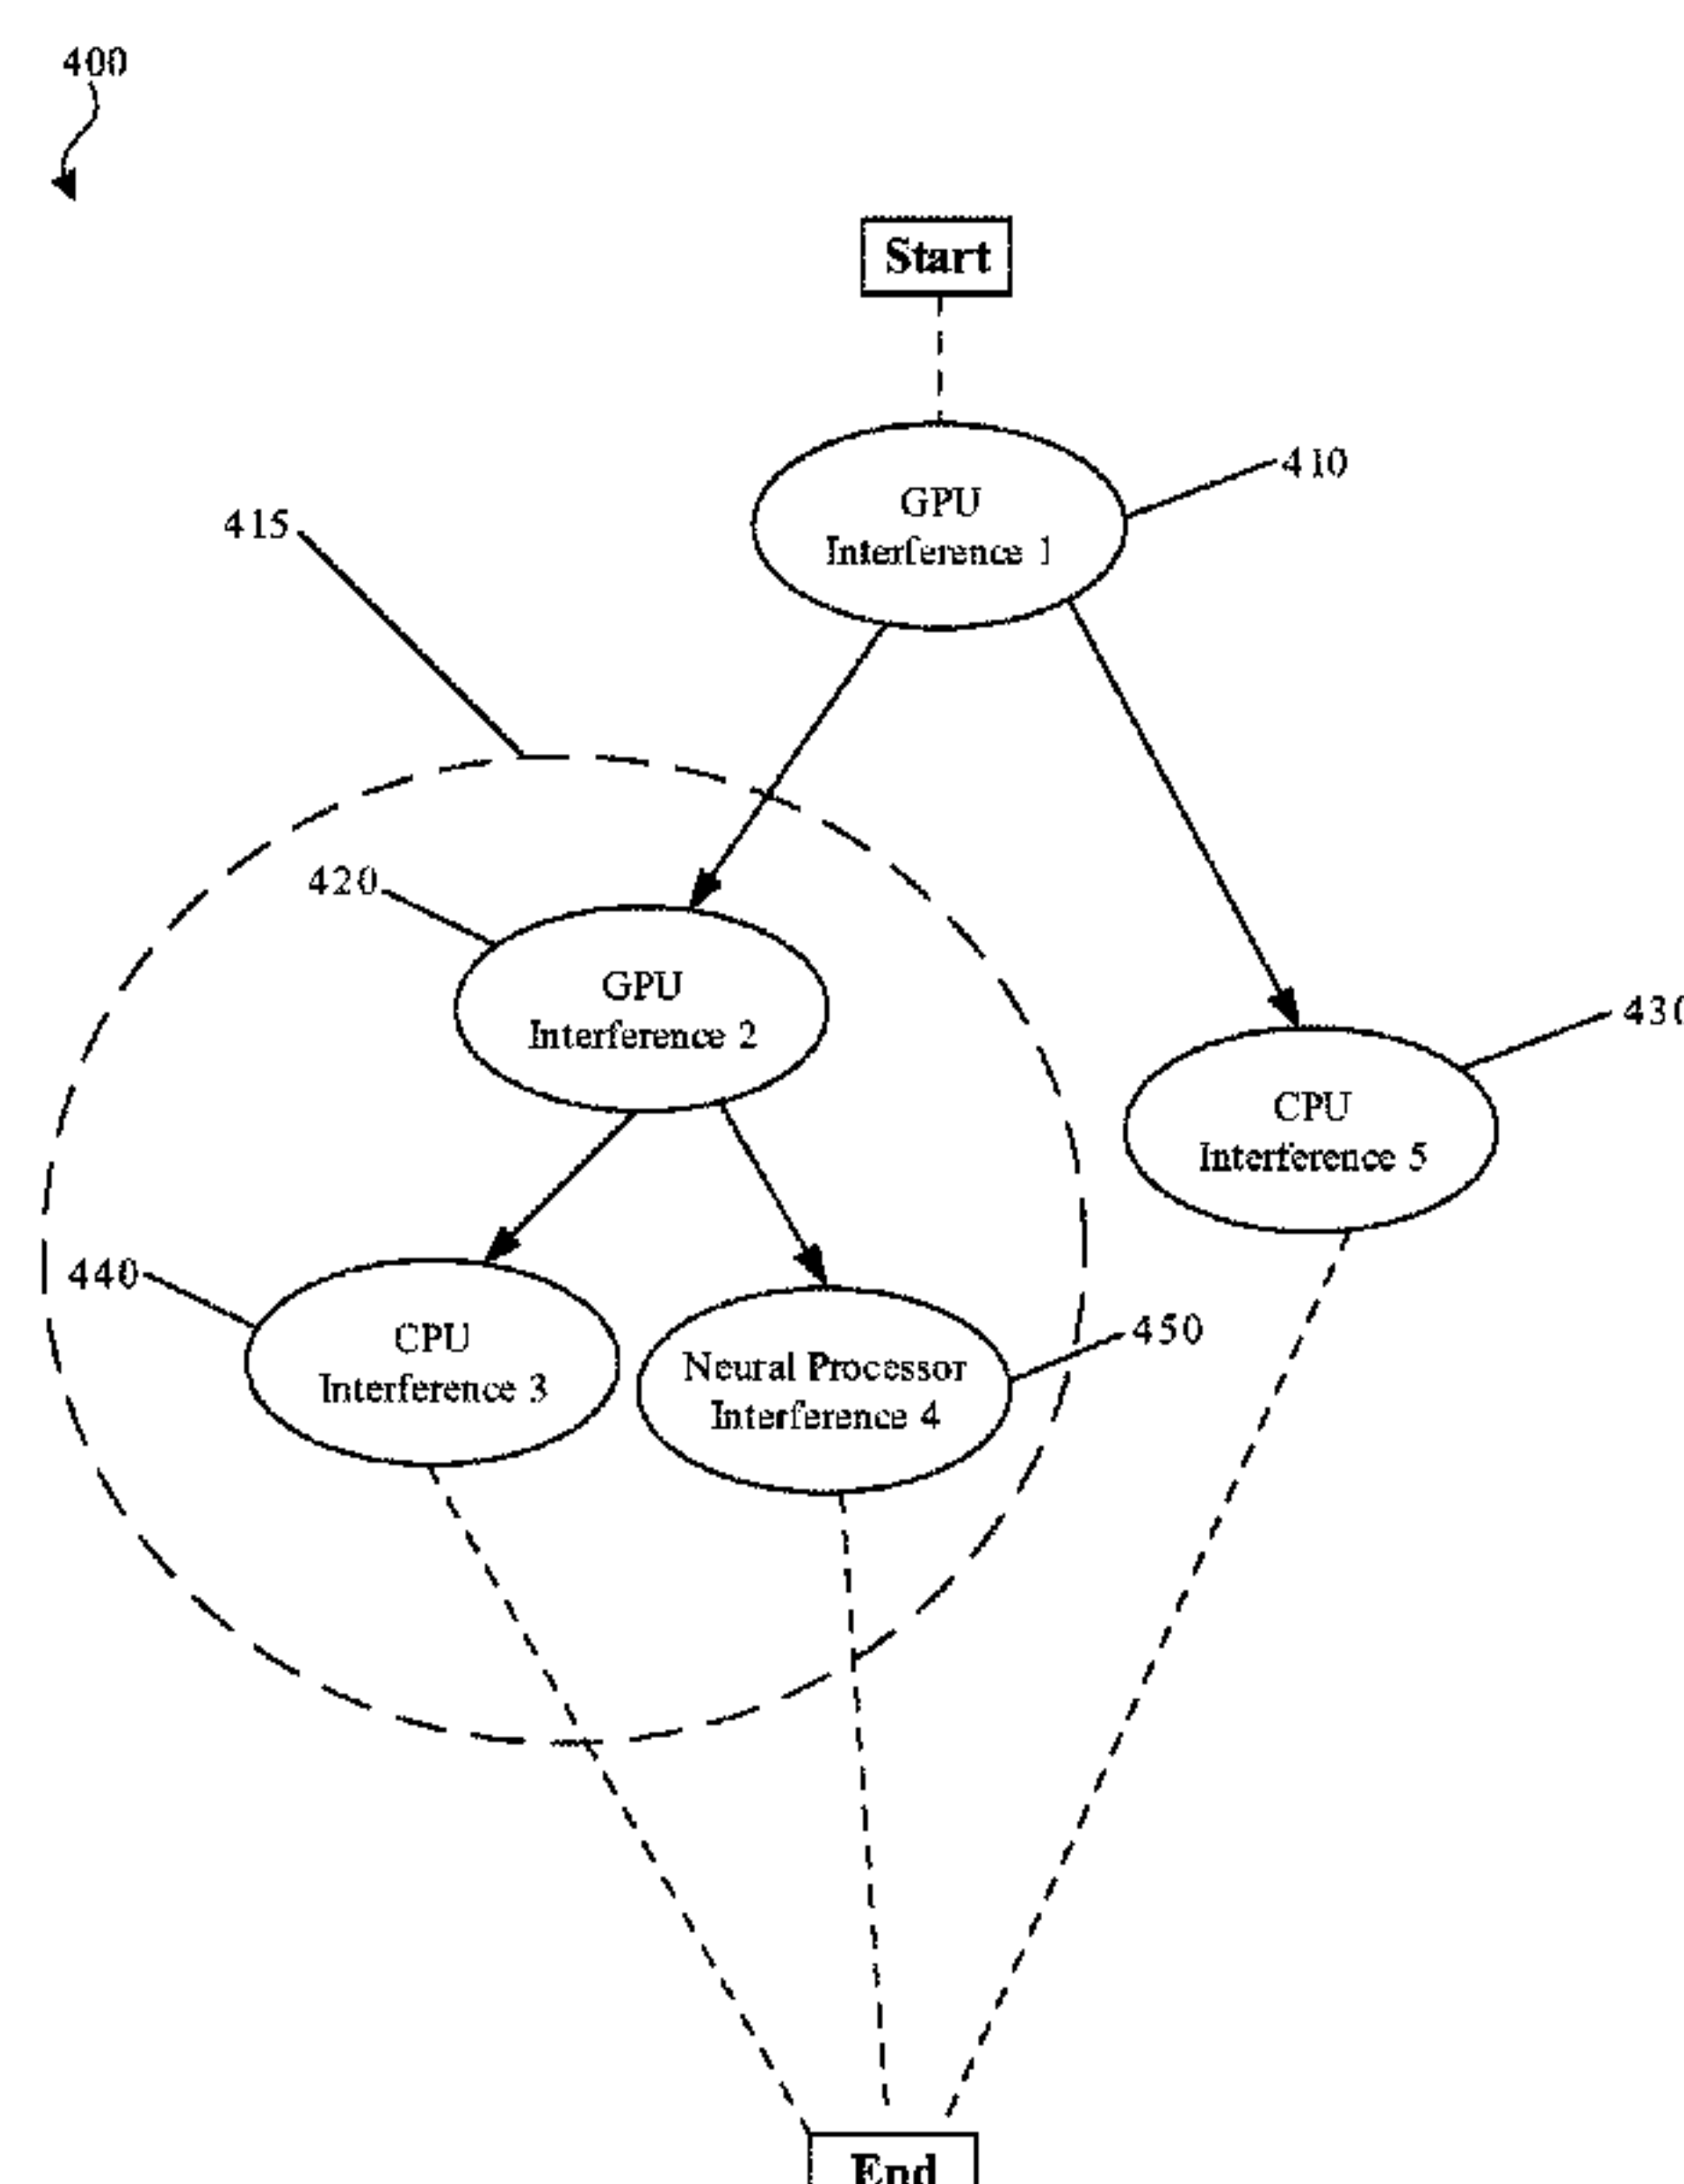 400
Start
410
GPU
Interference 1
415
420
GPU
Interference 2
430
CPU
Interference 5
440
CPU
Interference 3
450
Neural Processor
Interference 4
End